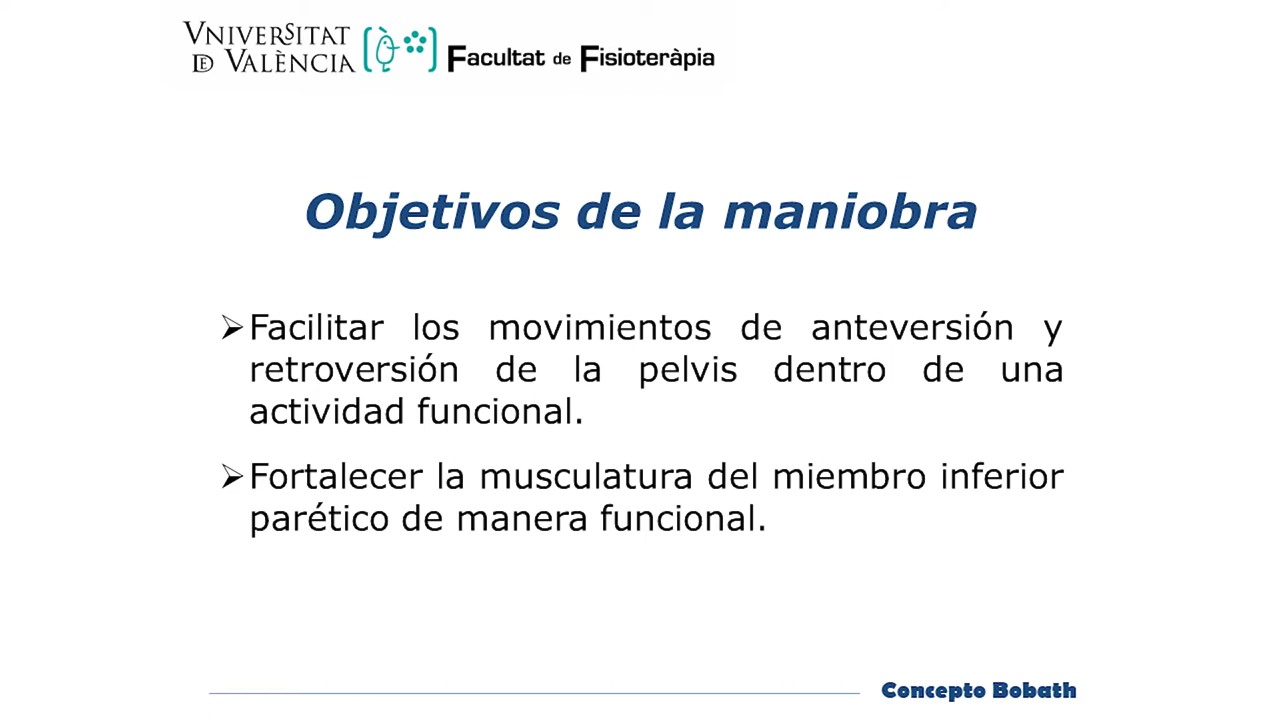 VNIVERSITAT
DE VALÈNCIA
Facultat de Fisioteràpia
Objetivos de la maniobra
➢Facilitar los movimientos de anteversión y
retroversión de la pelvis dentro de una
actividad funcional.
➢Fortalecer la musculatura del miembro inferior
parético de manera funcional.
Concepto Bobath